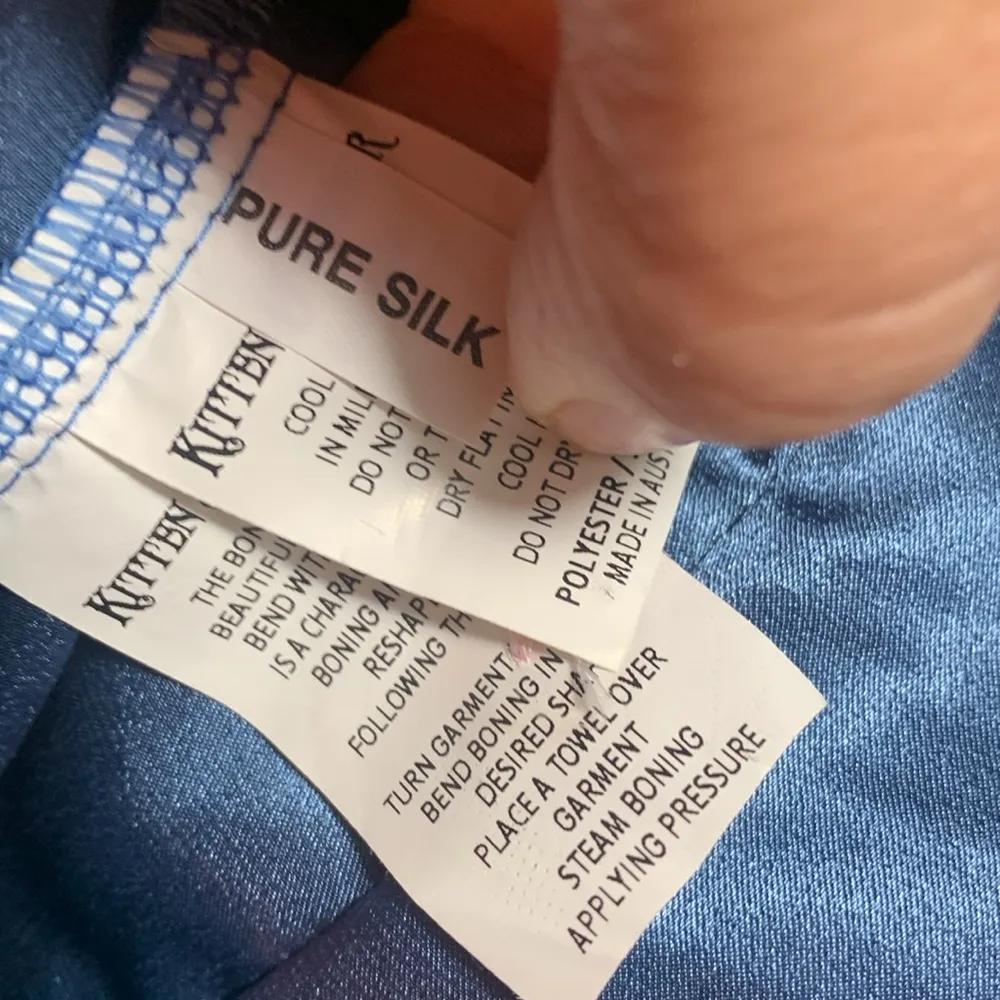 R
PURE SILK
KITTEN
COOL
IN MIL
DO NOT
OR T
DRY FLAT IN
COOL I
DO NOT DRY
POLYESTER /
MADE IN AUST
KITTEN
THE BON
BEAUTIFU
BEND WIT
IS A CHARA
BONING A
RESHAP
FOLLOWING TH
TURN GARMENT
BEND BONING IN
DESIRED SHA
PLACE A TOWEL OVER
GARMENT
STEAM BONING
APPLYING PRESSURE